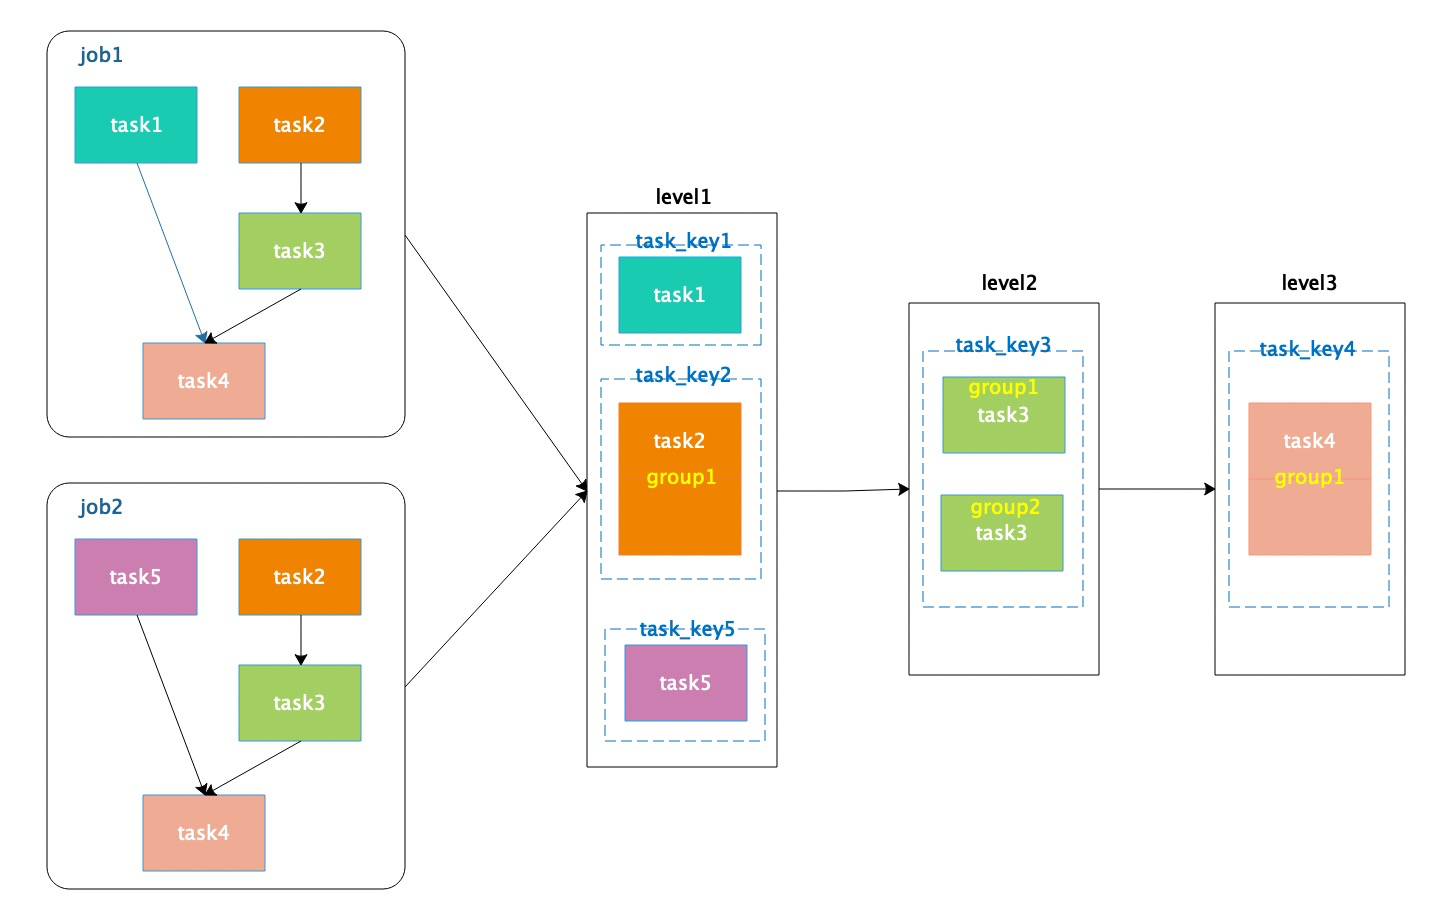 job1
task1
task2
task3
task4
job2
task5
task2
task3
task4
level1
task_key1
task1
task_key2
task2
group1
task_key5
task5
level2
task_key3
group1
task3
group2
task3
level3
task_key4
task4
group1